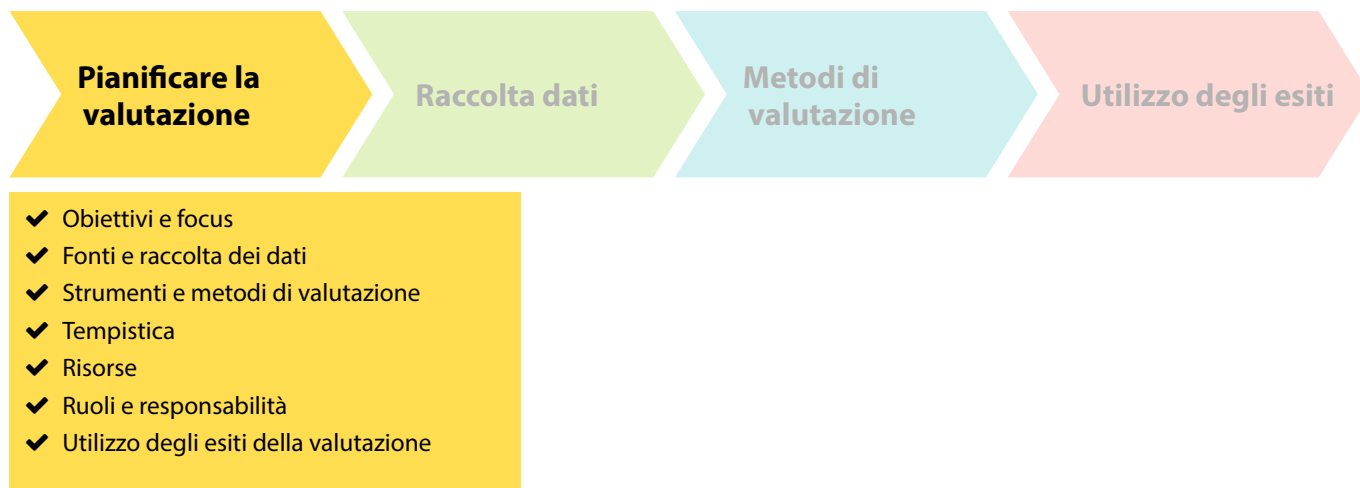 Pianificare la
valutazione
Raccolta dati
Metodi di
valutazione
Utilizzo degli esiti
✔ Obiettivi e focus
✔ Fonti e raccolta dei dati
✔ Strumenti e metodi di valutazione
✔ Tempistica
✔ Risorse
✔ Ruoli e responsabilità
✔ Utilizzo degli esiti della valutazione